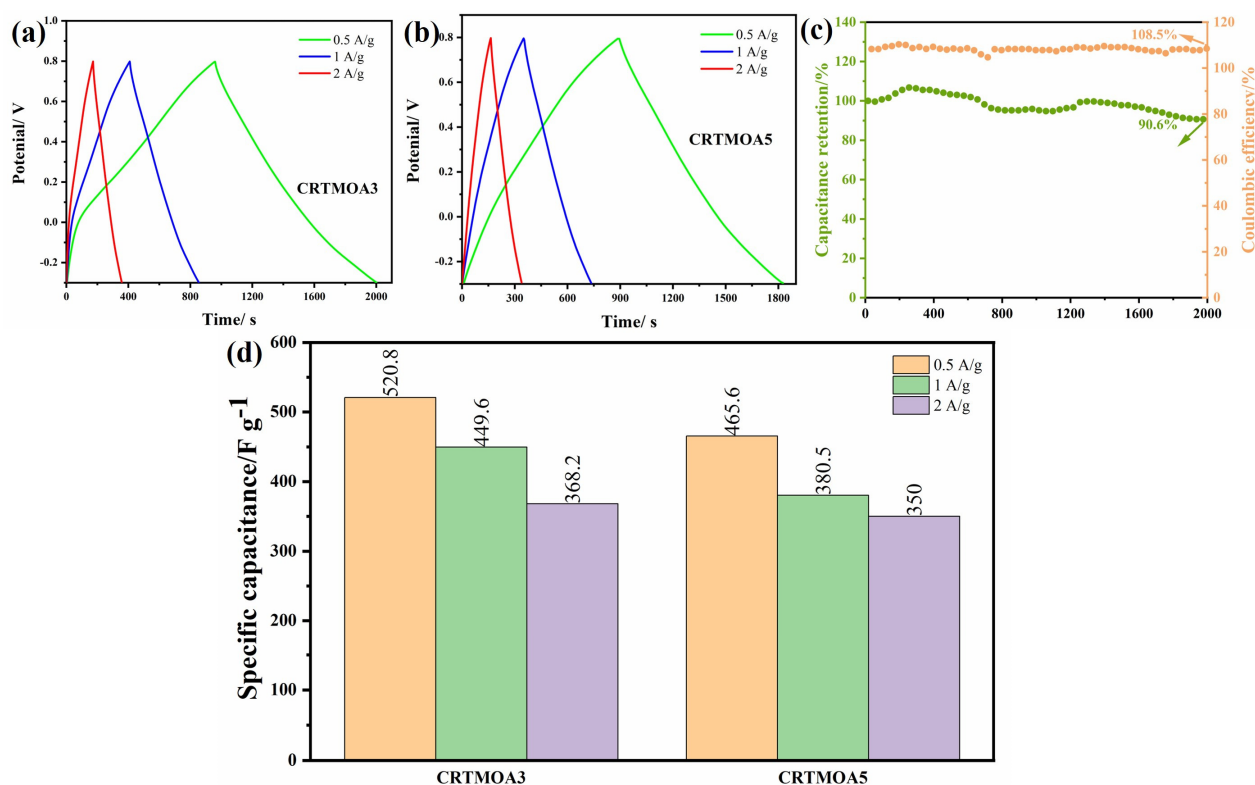 (a)
1.0
0.8
0.6
0.4
0.2
0.0
-0.2
Potenial/ V
0.5 A/g
1 A/g
2 A/g
CRTMOA3
0
400
800
1200
1600
2000
Time/ s
(b)
0.8
0.6
0.4
0.2
0.0
-0.2
Potenial/ V
0.5 A/g
1 A/g
2 A/g
CRTMOA5
0
300
600
900
1200
1500
1800
Time/ s
(c)
140
120
100
80
60
40
20
0
Capacitance retention/%
108.5%
90.6%
120
100
80
60
40
20
0
Coulombic efficiency/%
0
400
800
1200
1600
2000
(d)
600
500
400
300
200
100
0
Specific capacitance/F g-1
520.8
449.6
368.2
465.6
380.5
350
0.5 A/g
1 A/g
2 A/g
CRTMOA3
CRTMOA5